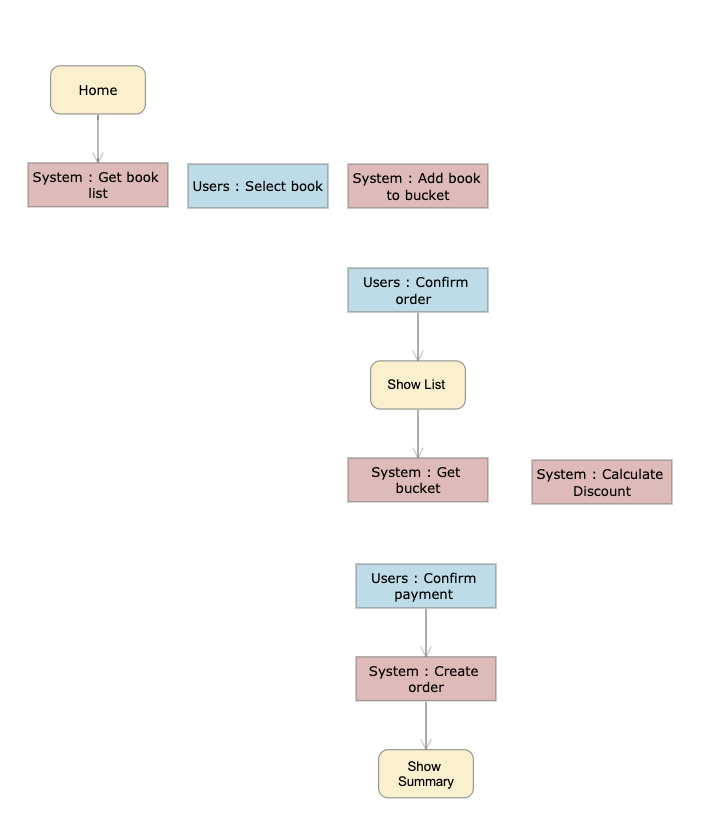 Home
System : Get book
list
Users : Select book
System : Add book
to bucket
Users : Confirm
order
Show List
System : Get
bucket
System : Calculate
Discount
Users : Confirm
payment
System : Create
order
Show
Summary